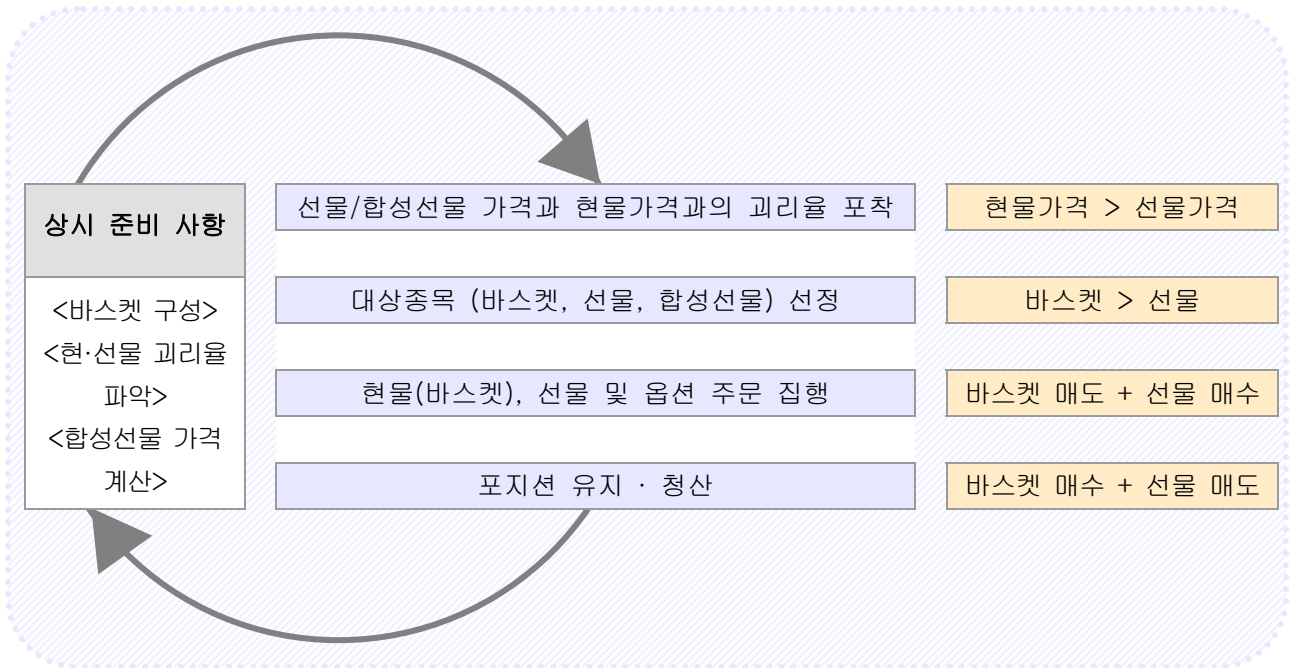 상시 준비 사항
<바스켓 구성>
<현·선물 괴리율
파악>
<합성선물 가격
계산>
선물/합성선물 가격과 현물가격과의 괴리율 포착
현물가격 > 선물가격
대상종목 (바스켓, 선물, 합성선물) 선정
바스켓 > 선물
현물(바스켓), 선물 및 옵션 주문 집행
바스켓 매도 + 선물 매수
포지션 유지 · 청산
바스켓 매수 + 선물 매도